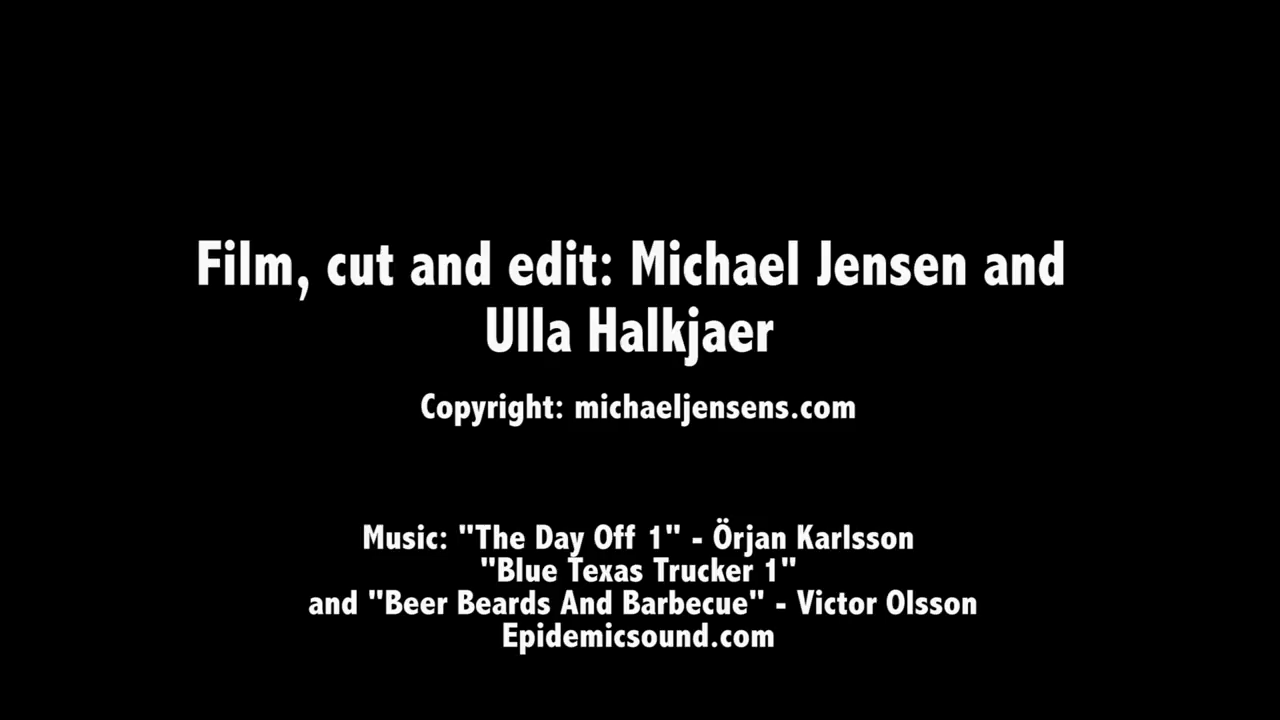 Film, cut and edit: Michael Jensen and
Ulla Halkjaer
Copyright: michaeljensens.com
Music: "The Day Off 1" - Örjan Karlsson
"Blue Texas Trucker 1"
and "Beer Beards And Barbecue" - Victor Olsson
Epidemicsound.com